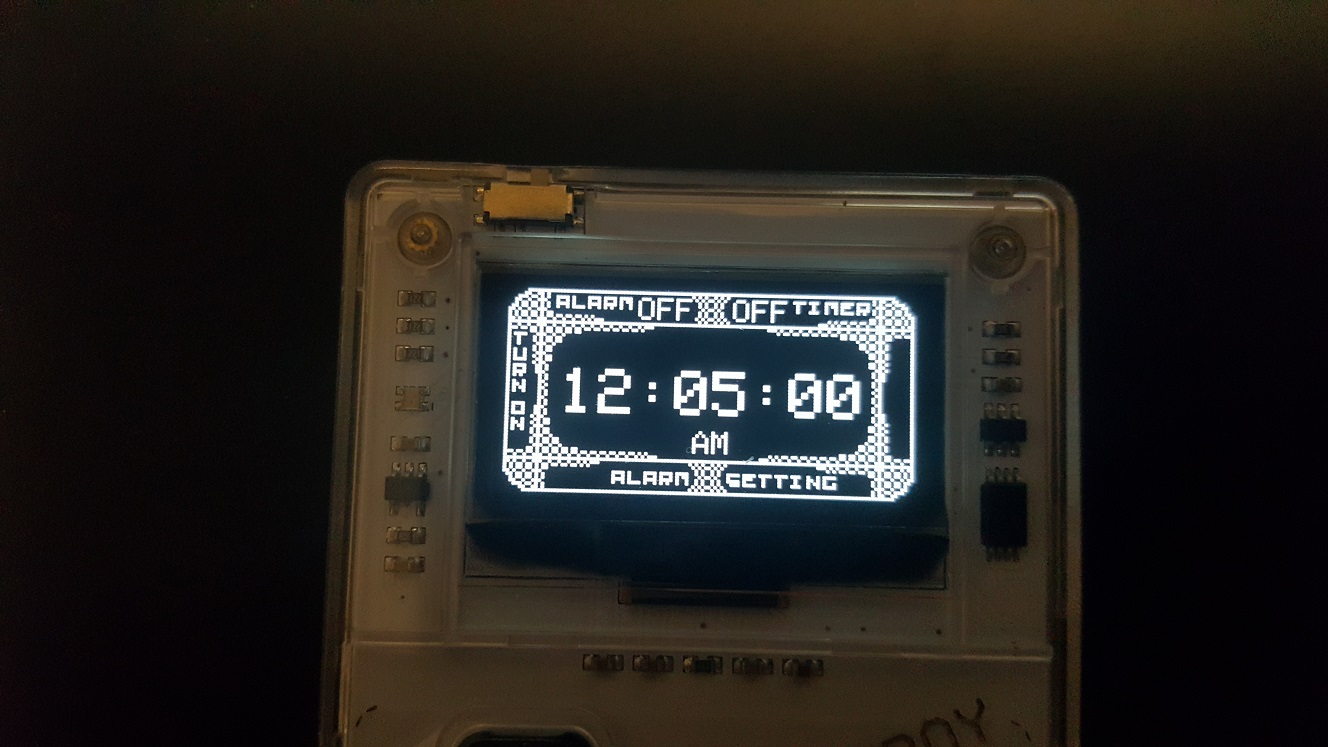 ALARM OFF OFF TIMER
TURN ON
12:05:00
AM
ALARM SETTING